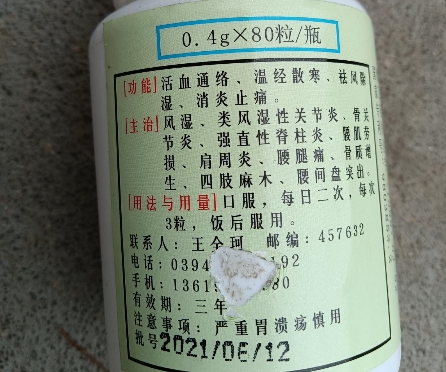 0.4g×80粒/瓶
[功能]活血通络、温经散寒、祛风除
湿、消炎止痛。
[主治]风湿、类风湿性关节炎、骨关
节炎、强直性脊柱炎、腰肌劳
损、肩周炎、腰腿痛、骨质增
生、四肢麻木、腰间盘突出。
[用法与用量]口服，每日二次，每次
3粒，饭后服用。
联系人：王全珂 邮编：457632
电话：0394 192
手机：1361 80
有效期：三年
注意事项：严重胃溃疡慎用
批号2021/06/12